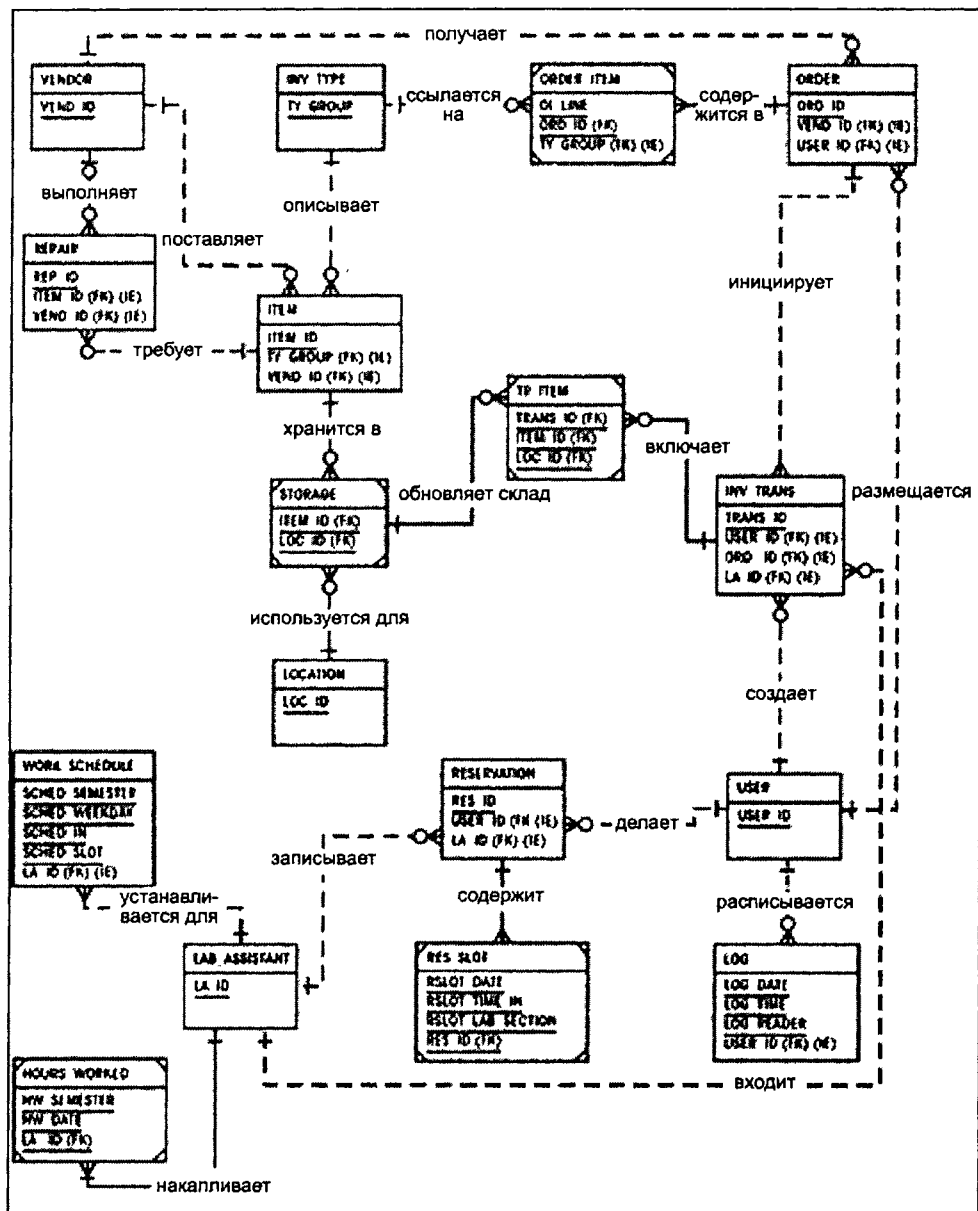 получает
VENDOR
VEND ID
INV TYPE
TY GROUP
ссылается
на
ORDER ITEM
OI LINE
ORD ID (FK)
TY GROUP (FK) (IE)
содер-
жится в
ORDER
ORD ID
VEND ID (FK) (IE)
USER ID (FK) (IE)
выполняет
поставляет
описывает
инициирует
REPAIR
REP ID
ITEM ID (FK) (IE)
VEND ID (FK) (IE)
требует
ITEM
ITEM ID
TY GROUP (FK) (IE)
VEND ID (FK) (IE)
хранится в
TR ITEM
TRANS ID (FK)
ITEM ID (FK)
LOC ID (FK)
включает
STORAGE
ITEM ID (FK)
LOC ID (FK)
обновляет склад
INV TRANS
TRANS ID
USER ID (FK) (IE)
ORD ID (FK) (IE)
LA ID (FK) (IE)
размещается
используется для
LOCATION
LOC ID
создает
WORK SCHEDULE
SCHED SEMESTER
SCHED WEEKDAY
SCHED IN
SCHED SLOT
LA ID (FK) (IE)
RESERVATION
RES ID
USER ID (FK (IE)
LA ID (FK) (IE)
делает
USER
USER ID
записывает
устанавли-
вается для
содержит
расписывается
LAB_ASSISTANT
LA ID
RES SLOT
RSLOT DATE
RSLOT TIME IN
RSLOT LAB SECTION
RES ID (FK)
LOG
LOG DATE
LOG TIME
LOG READER
USER ID (FK) (IE)
входит
HOURS WORKED
HW SEMESTER
HW DATE
LA ID (FK)
накапливает